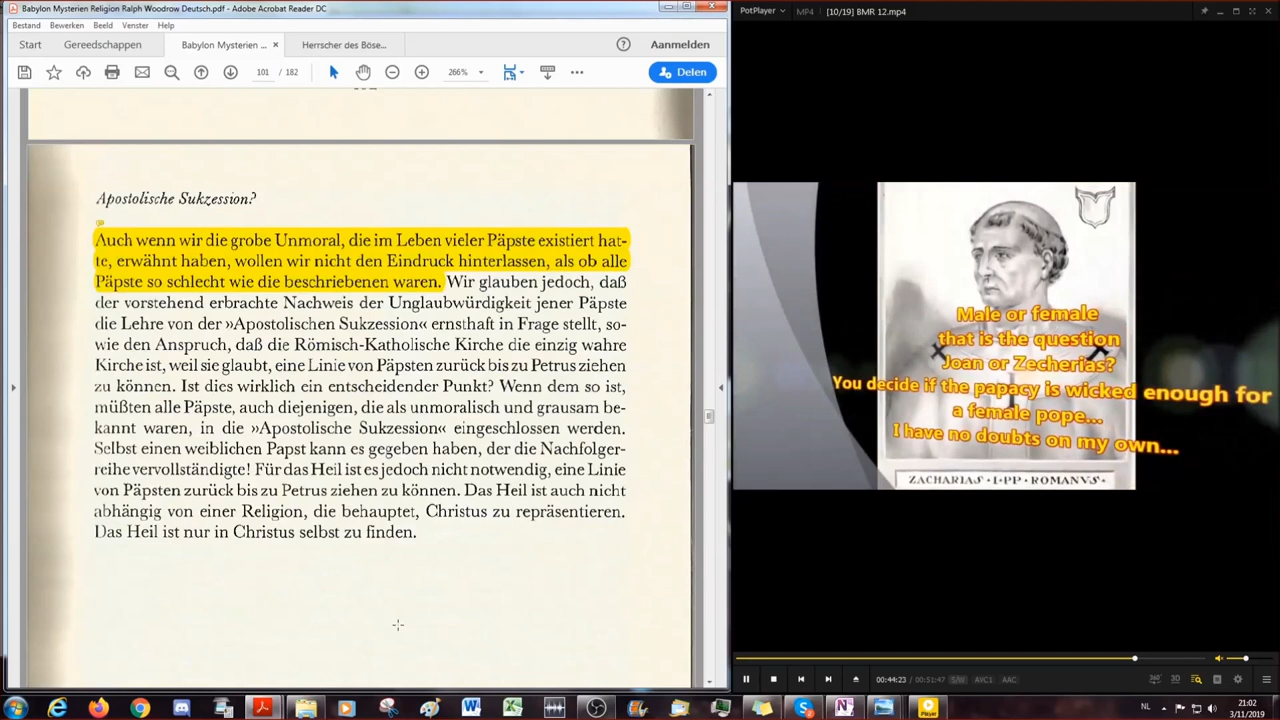 Babylon Mysterien Religion Ralph Woodrow Deutsch.pdf - Adobe Acrobat Reader DC
Bestand Bewerken Beeld Venster Help
Start Gereedschappen Babylon Mysterien ... × Herrscher des Böse... Aanmelden
101 / 182 266% Delen
Apostolische Sukzession?
Auch wenn wir die grobe Unmoral, die im Leben vieler Päpste existiert hat-
te, erwähnt haben, wollen wir nicht den Eindruck hinterlassen, als ob alle
Päpste so schlecht wie die beschriebenen waren. Wir glauben jedoch, daß
der vorstehend erbrachte Nachweis der Unglaubwürdigkeit jener Päpste
die Lehre von der »Apostolischen Sukzession« ernsthaft in Frage stellt, so-
wie den Anspruch, daß die Römisch-Katholische Kirche die einzig wahre
Kirche ist, weil sie glaubt, eine Linie von Päpsten zurück bis zu Petrus ziehen
zu können. Ist dies wirklich ein entscheidender Punkt? Wenn dem so ist,
müßten alle Päpste, auch diejenigen, die als unmoralisch und grausam be-
kannt waren, in die »Apostolische Sukzession« eingeschlossen werden.
Selbst einen weiblichen Papst kann es gegeben haben, der die Nachfolger-
reihe vervollständigte! Für das Heil ist es jedoch nicht notwendig, eine Linie
von Päpsten zurück bis zu Petrus ziehen zu können. Das Heil ist auch nicht
abhängig von einer Religion, die behauptet, Christus zu repräsentieren.
Das Heil ist nur in Christus selbst zu finden.
PotPlayer MP4 [10/19] BMR 12.mp4
Male or female
that is the question
Joan or Zecherias?
You decide if the papacy is wicked enough for
a female pope...
I have no doubts on my own...
ZACHARIAS · I · PP · ROMANVS ·
00:44:23 / 00:51:47 S/W AVC1 AAC
360° 3D
NL 21:02
3/11/2019